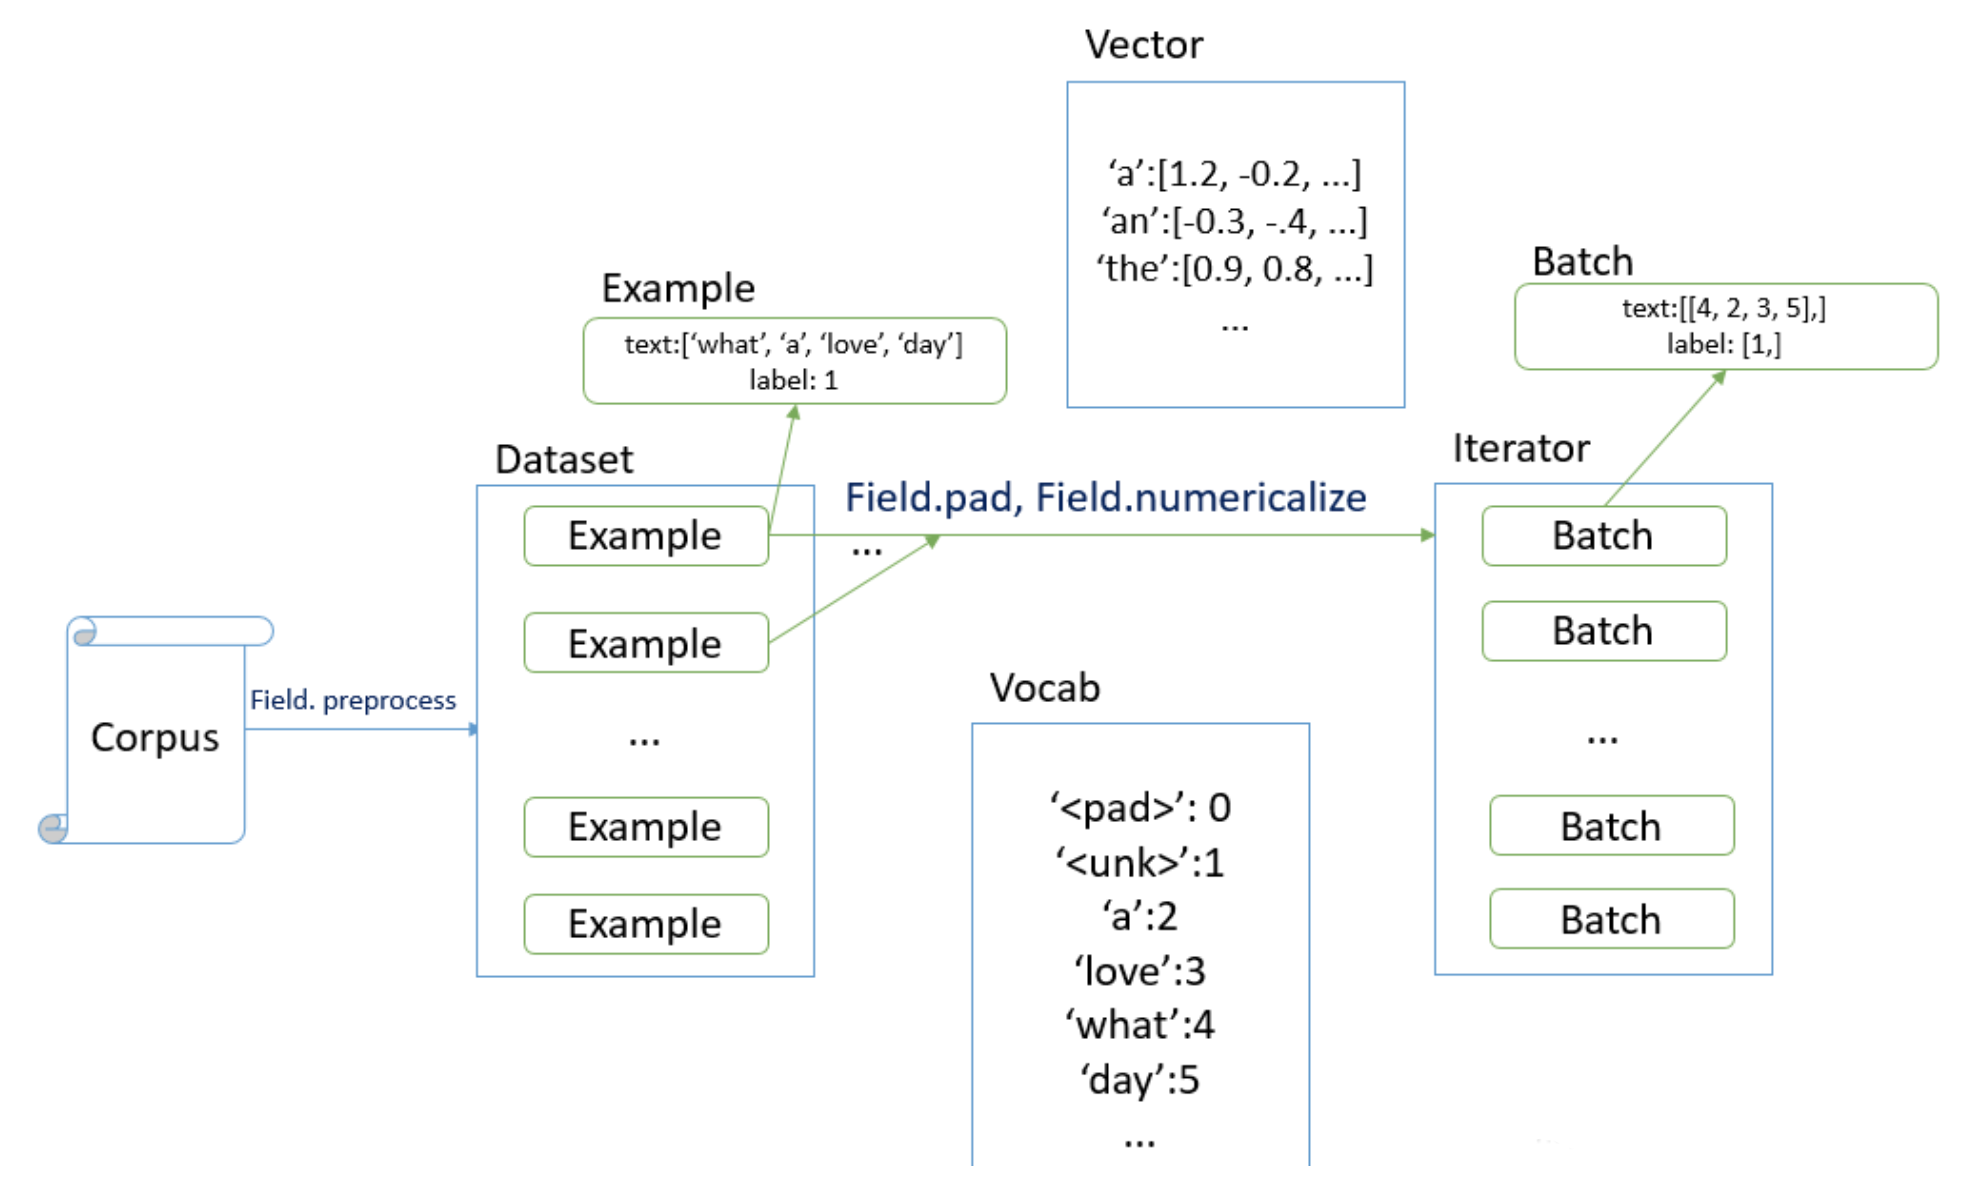 Vector
‘a’:[1.2, -0.2, ...]
‘an’:[-0.3, -.4, ...]
‘the’:[0.9, 0.8, ...]
...
Batch
text:[[4, 2, 3, 5],]
label: [1,]
Example
text:[‘what’, ‘a’, ‘love’, ‘day’]
label: 1
Dataset
Example
Example
...
Example
Example
Field.pad, Field.numericalize
...
Iterator
Batch
Batch
...
Batch
Batch
Corpus
Field. preprocess
Vocab
‘<pad>’: 0
‘<unk>’:1
‘a’:2
‘love’:3
‘what’:4
‘day’:5
...